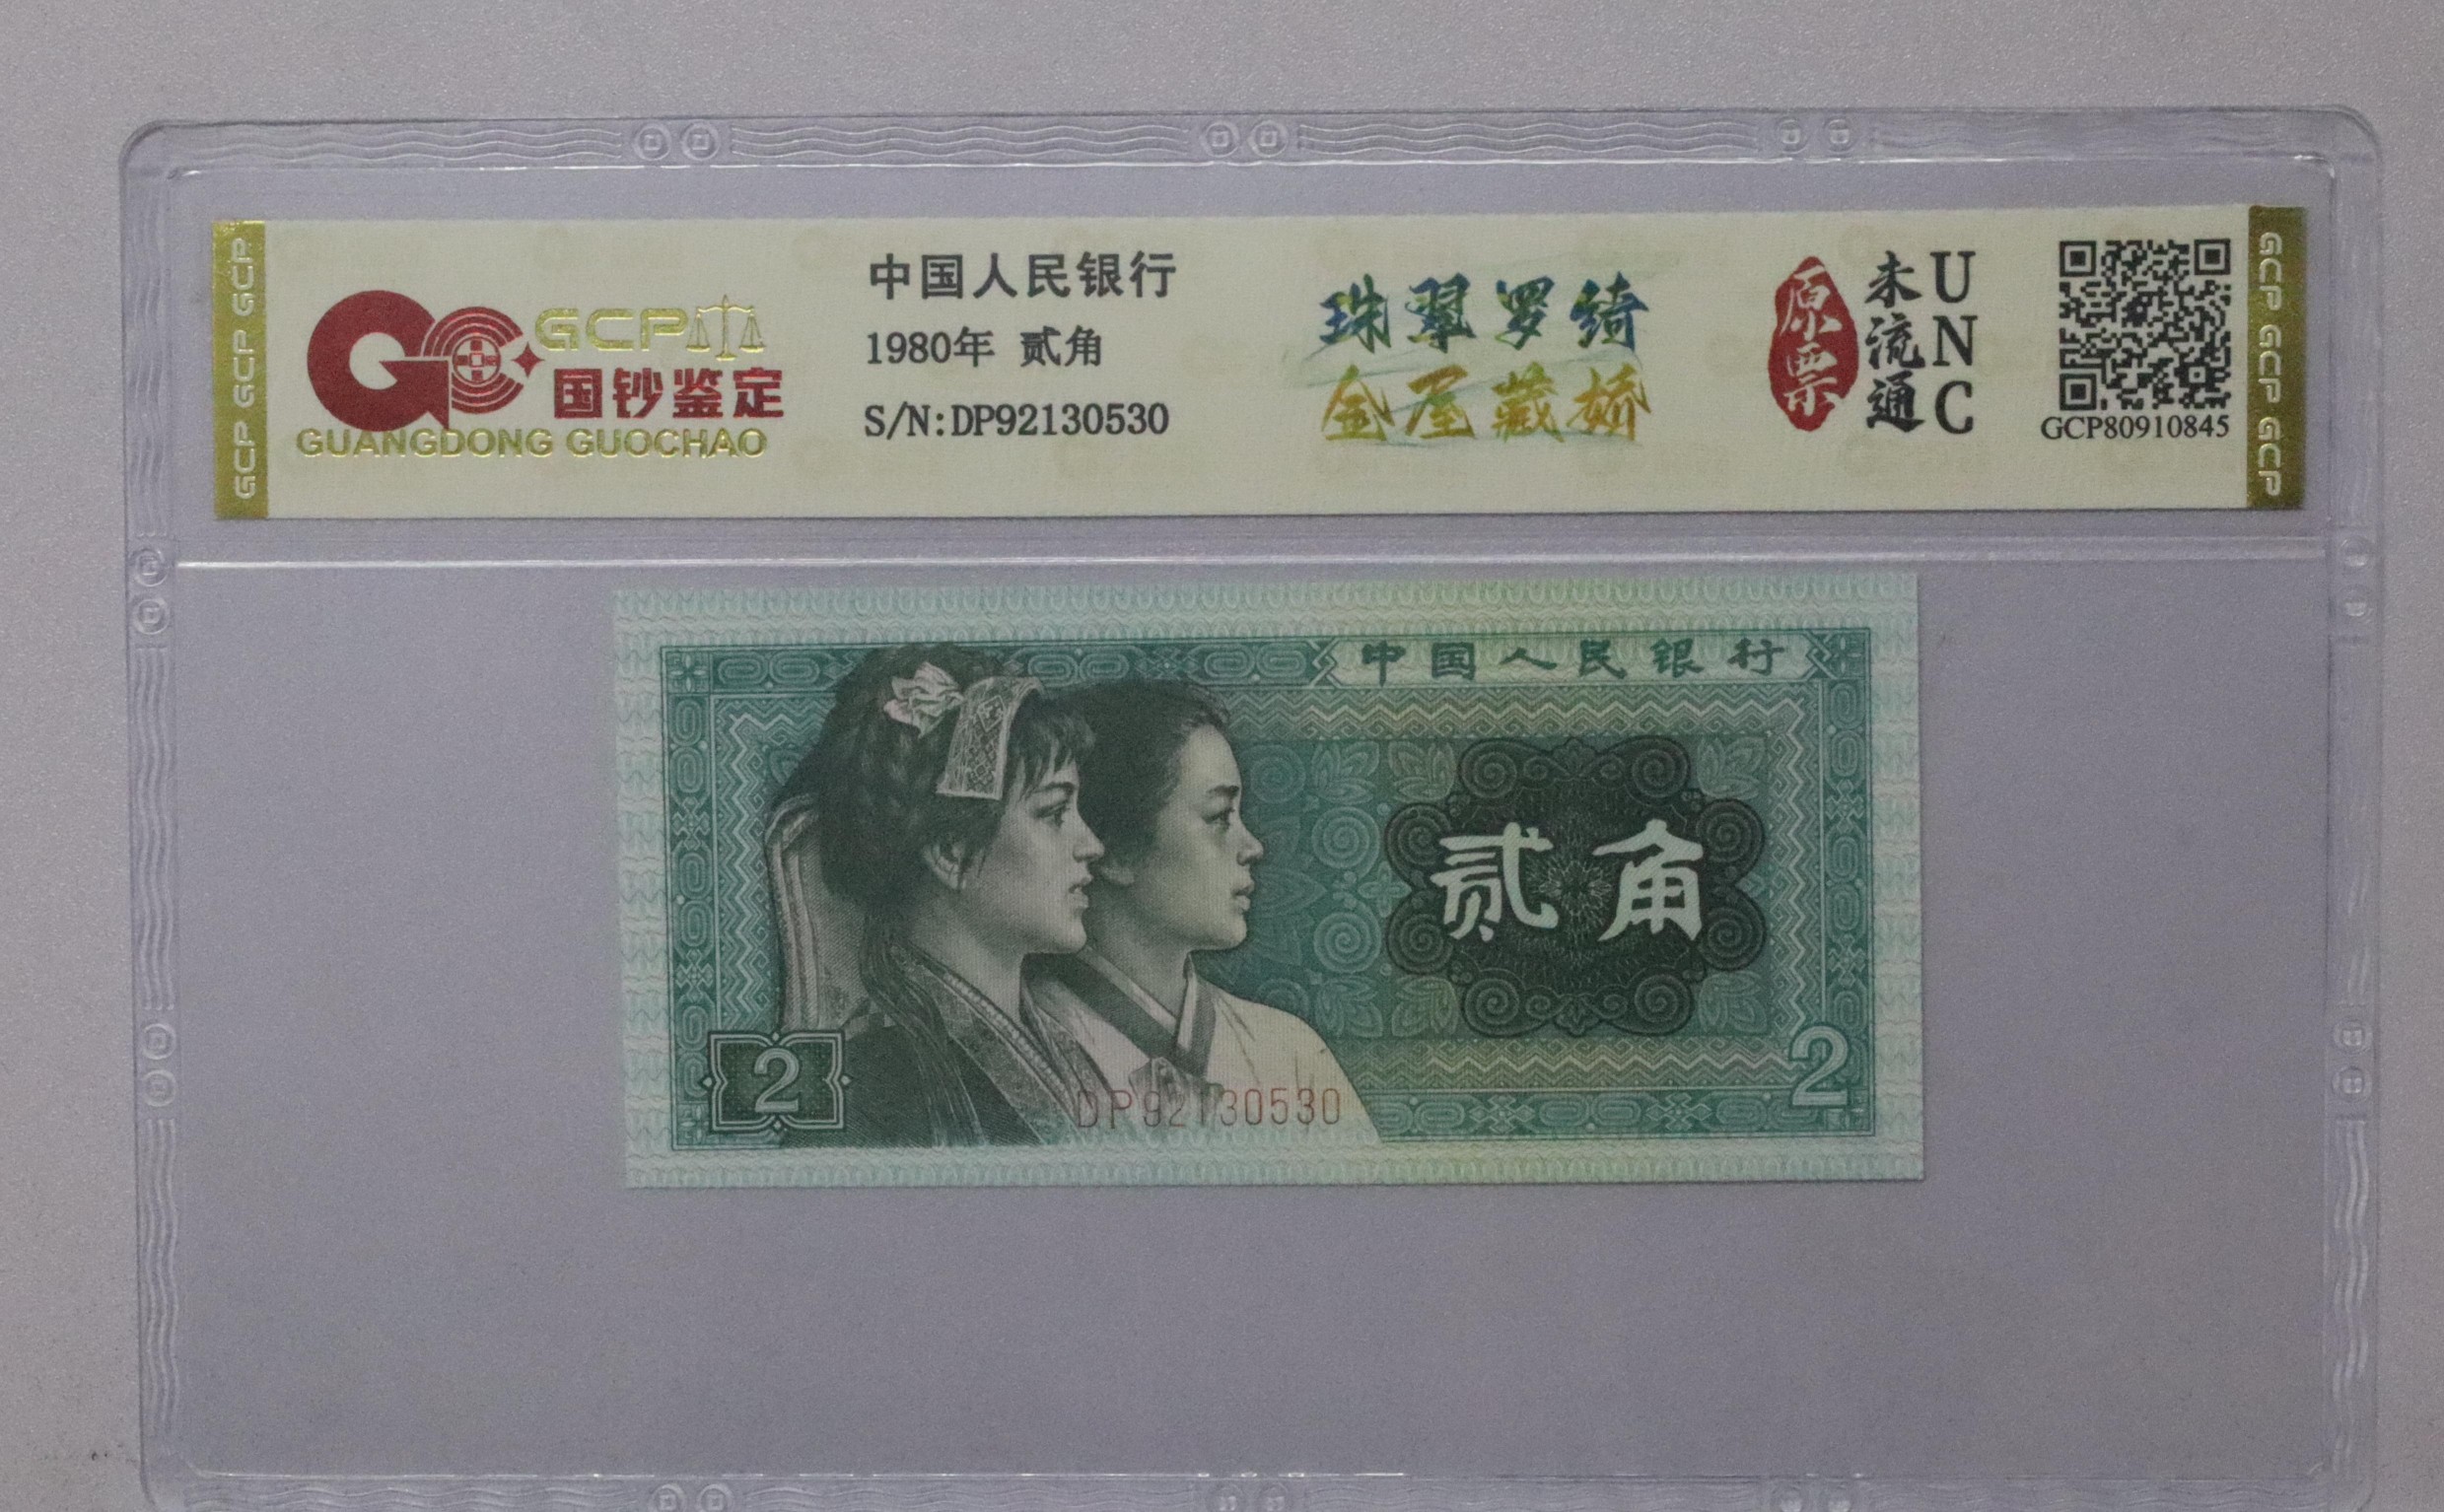 GCP GCP GCP
GCP
国钞鉴定
GUANGDONG GUOCHAO
中国人民银行
1980年 贰角
S/N:DP92130530
珠翠罗绮
金屋藏娇
原票
未流通
UNC
GCP80910845
GCP GCP GCP
中国人民银行
贰角
2
2
DP92130530